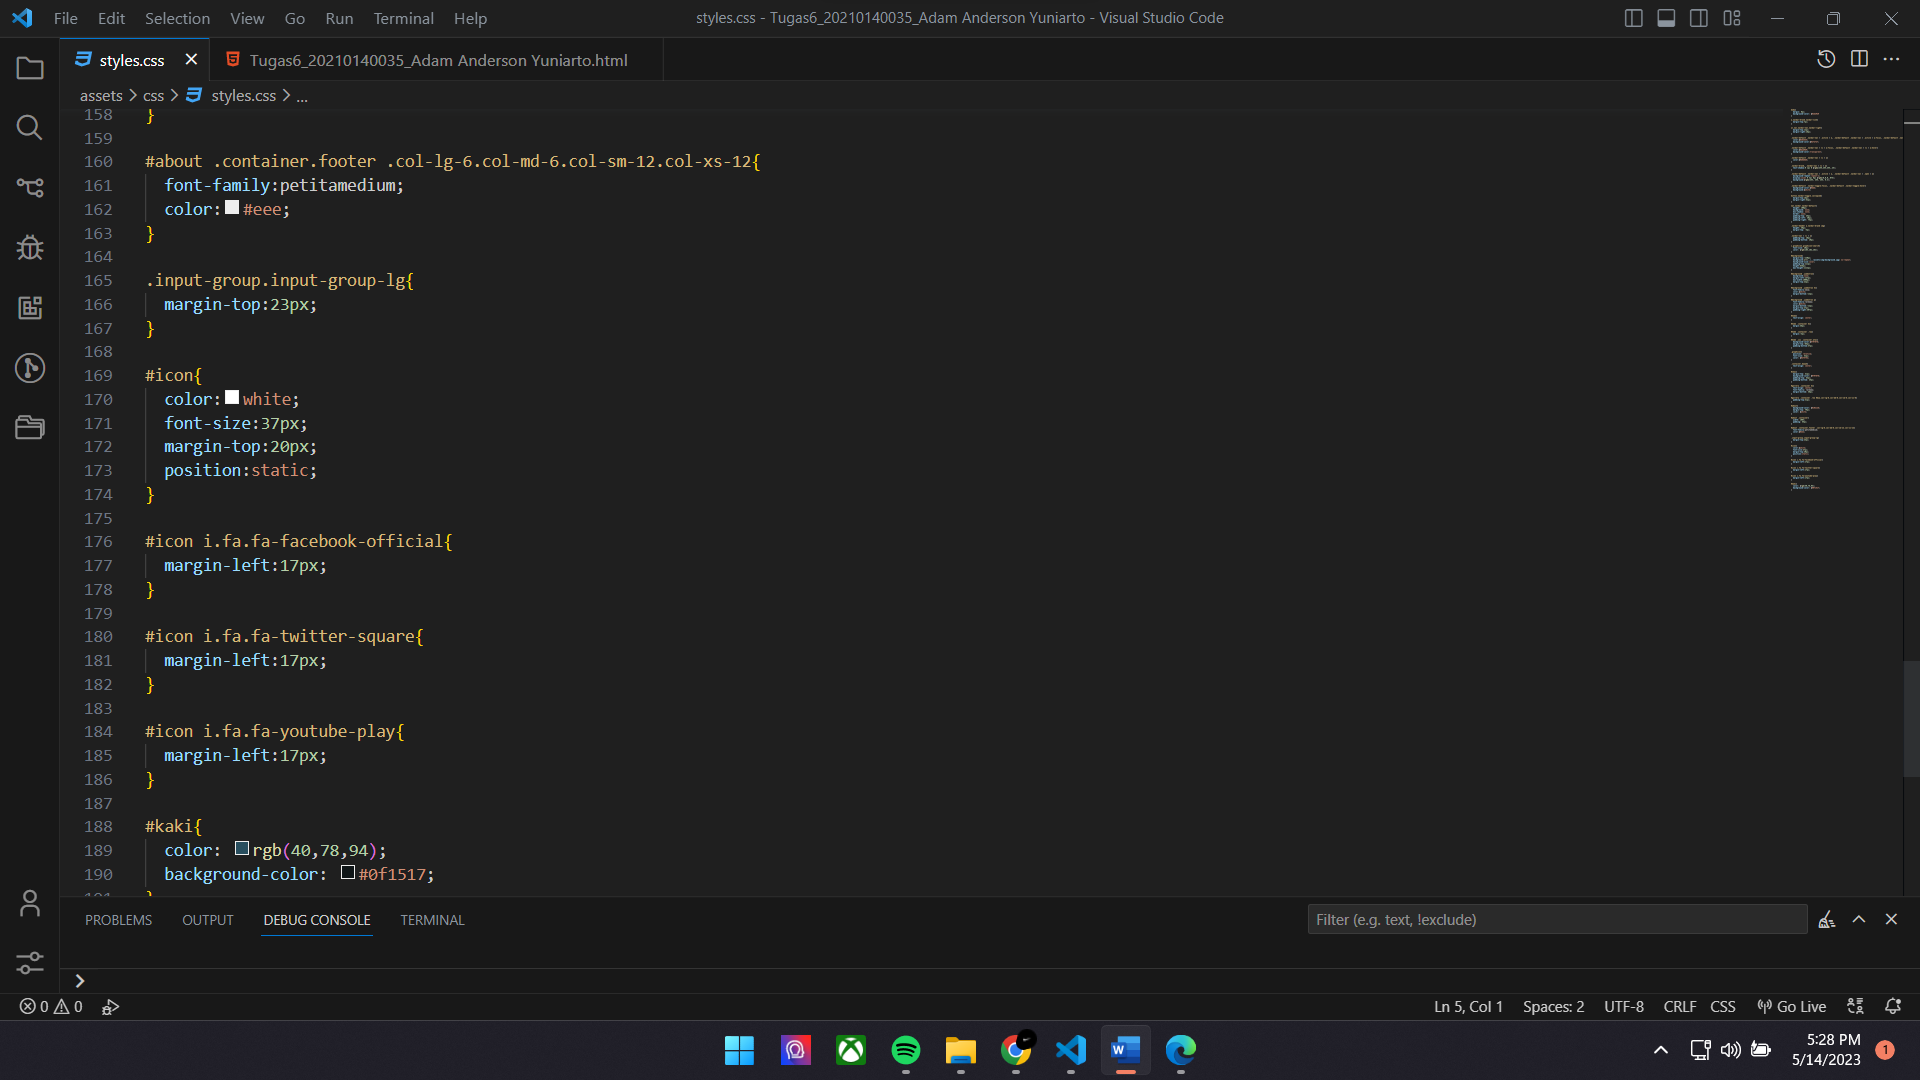 File Edit Selection View Go Run Terminal Help
styles.css - Tugas6_20210140035_Adam Anderson Yuniarto - Visual Studio Code
styles.css
Tugas6_20210140035_Adam Anderson Yuniarto.html
assets > css > styles.css > ...
158 }
159
160 #about .container.footer .col-lg-6.col-md-6.col-sm-12.col-xs-12{
161 font-family:petitamedium;
162 color:#eee;
163 }
164
165 .input-group.input-group-lg{
166 margin-top:23px;
167 }
168
169 #icon{
170 color:white;
171 font-size:37px;
172 margin-top:20px;
173 position:static;
174 }
175
176 #icon i.fa.fa-facebook-official{
177 margin-left:17px;
178 }
179
180 #icon i.fa.fa-twitter-square{
181 margin-left:17px;
182 }
183
184 #icon i.fa.fa-youtube-play{
185 margin-left:17px;
186 }
187
188 #kaki{
189 color: rgb(40,78,94);
190 background-color: #0f1517;
191 }
PROBLEMS OUTPUT DEBUG CONSOLE TERMINAL
Filter (e.g. text, !exclude)
>
0 0
Ln 5, Col 1 Spaces: 2 UTF-8 CRLF CSS Go Live
5:28 PM
5/14/2023
1